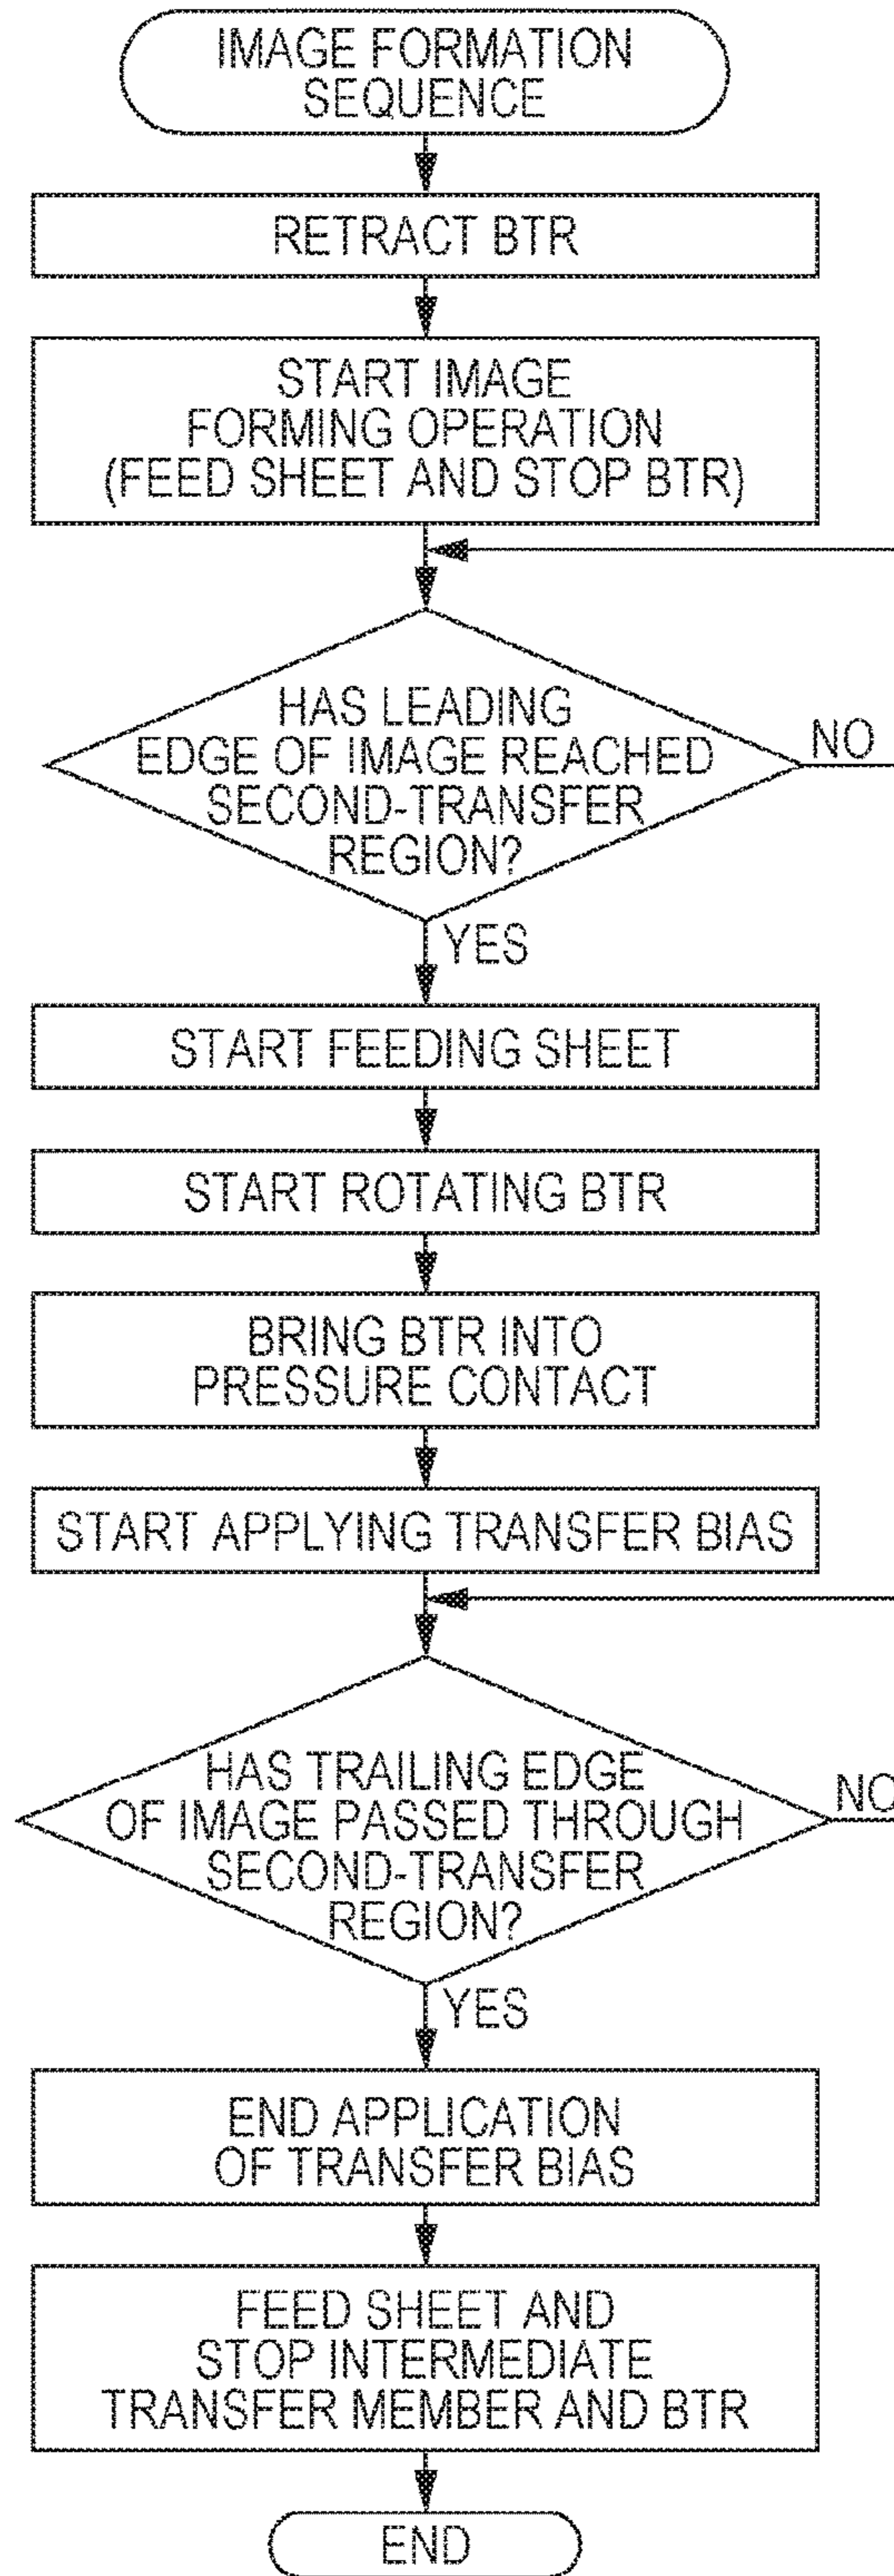 IMAGE FORMATION
SEQUENCE
RETRACT BTR
START IMAGE
FORMING OPERATION
(FEED SHEET AND STOP BTR)
HAS LEADING
EDGE OF IMAGE REACHED
SECOND-TRANSFER
REGION?
NO
YES
START FEEDING SHEET
START ROTATING BTR
BRING BTR INTO
PRESSURE CONTACT
START APPLYING TRANSFER BIAS
HAS TRAILING EDGE
OF IMAGE PASSED THROUGH
SECOND-TRANSFER
REGION?
NO
YES
END APPLICATION
OF TRANSFER BIAS
FEED SHEET AND
STOP INTERMEDIATE
TRANSFER MEMBER AND BTR
END